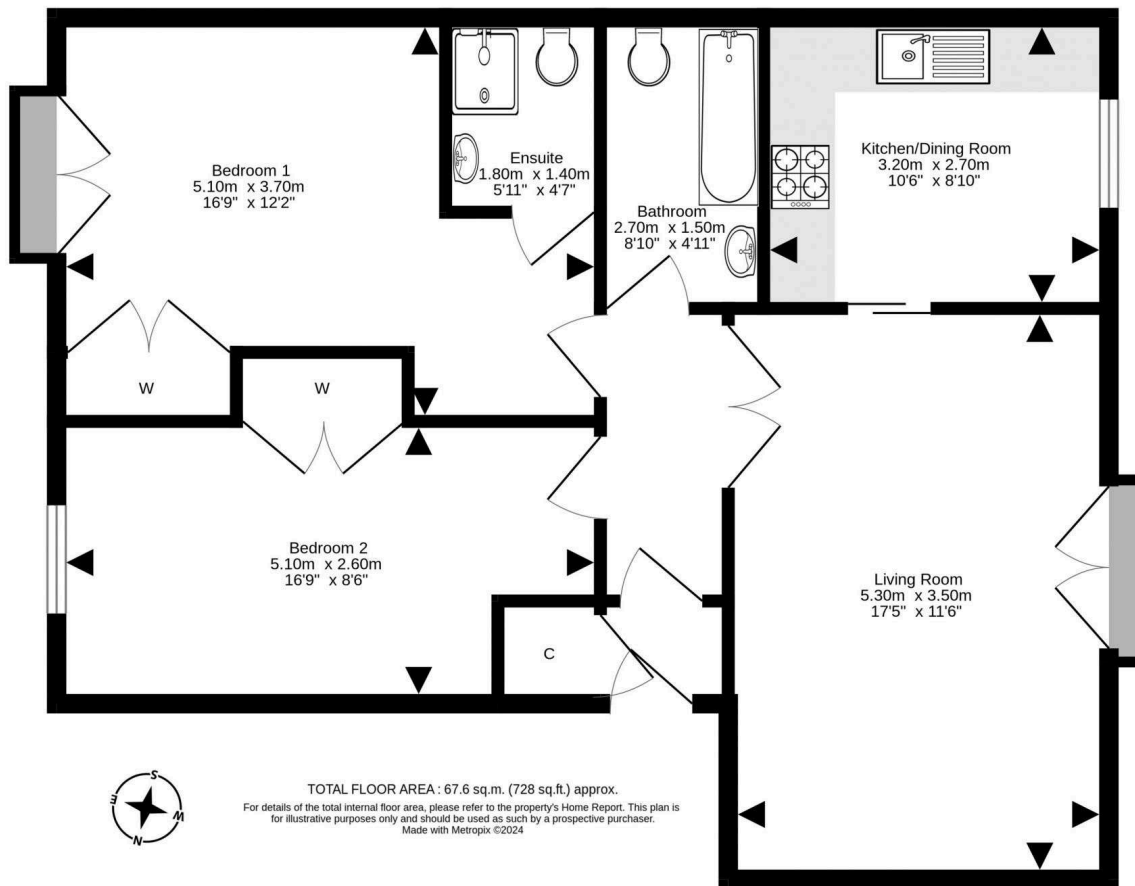 Bedroom 1
5.10m x 3.70m
16'9" x 12'2"
Ensuite
1.80m x 1.40m
5'11" x 4'7"
Bathroom
2.70m x 1.50m
8'10" x 4'11"
Kitchen/Dining Room
3.20m x 2.70m
10'6" x 8'10"
W
W
Bedroom 2
5.10m x 2.60m
16'9" x 8'6"
Living Room
5.30m x 3.50m
17'5" x 11'6"
C
S
E
W
N
TOTAL FLOOR AREA : 67.6 sq.m. (728 sq.ft.) approx.
For details of the total internal floor area, please refer to the property's Home Report. This plan is
for illustrative purposes only and should be used as such by a prospective purchaser.
Made with Metropix ©2024